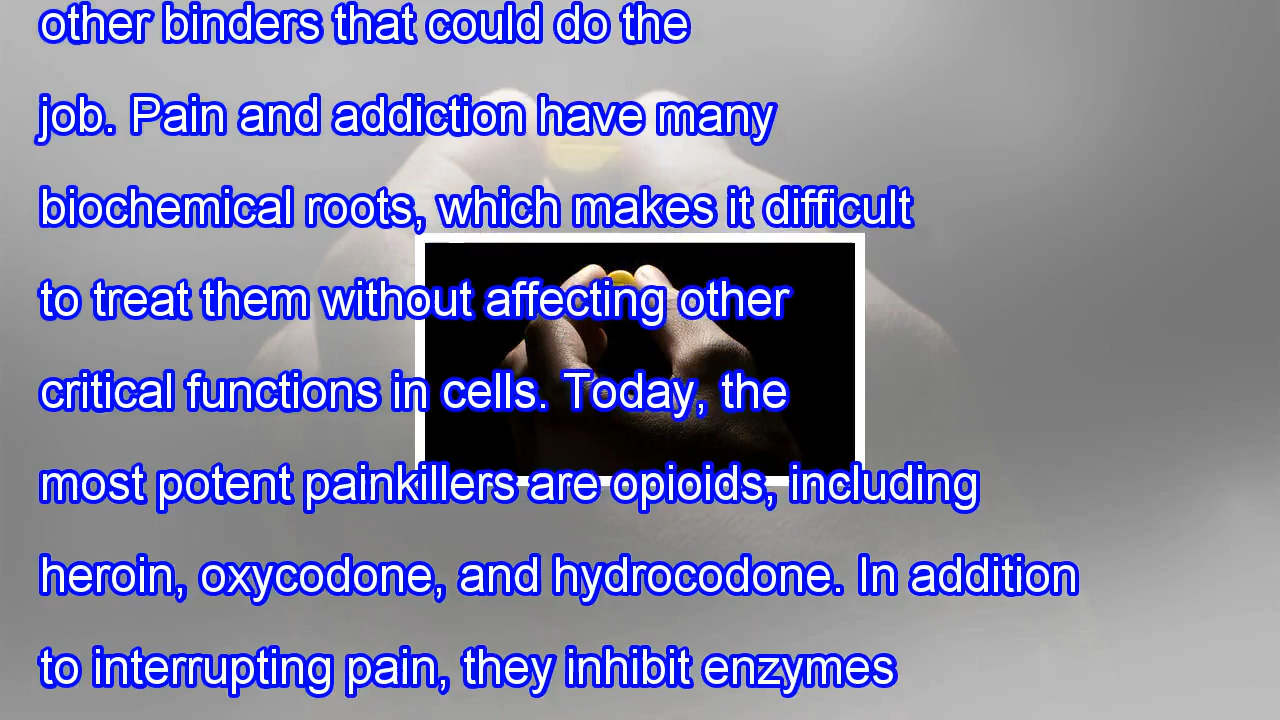 other binders that could do the
job. Pain and addiction have many
biochemical roots, which makes it difficult
to treat them without affecting other
critical functions in cells. Today, the
most potent painkillers are opioids, including
heroin, oxycodone, and hydrocodone. In addition
to interrupting pain, they inhibit enzymes